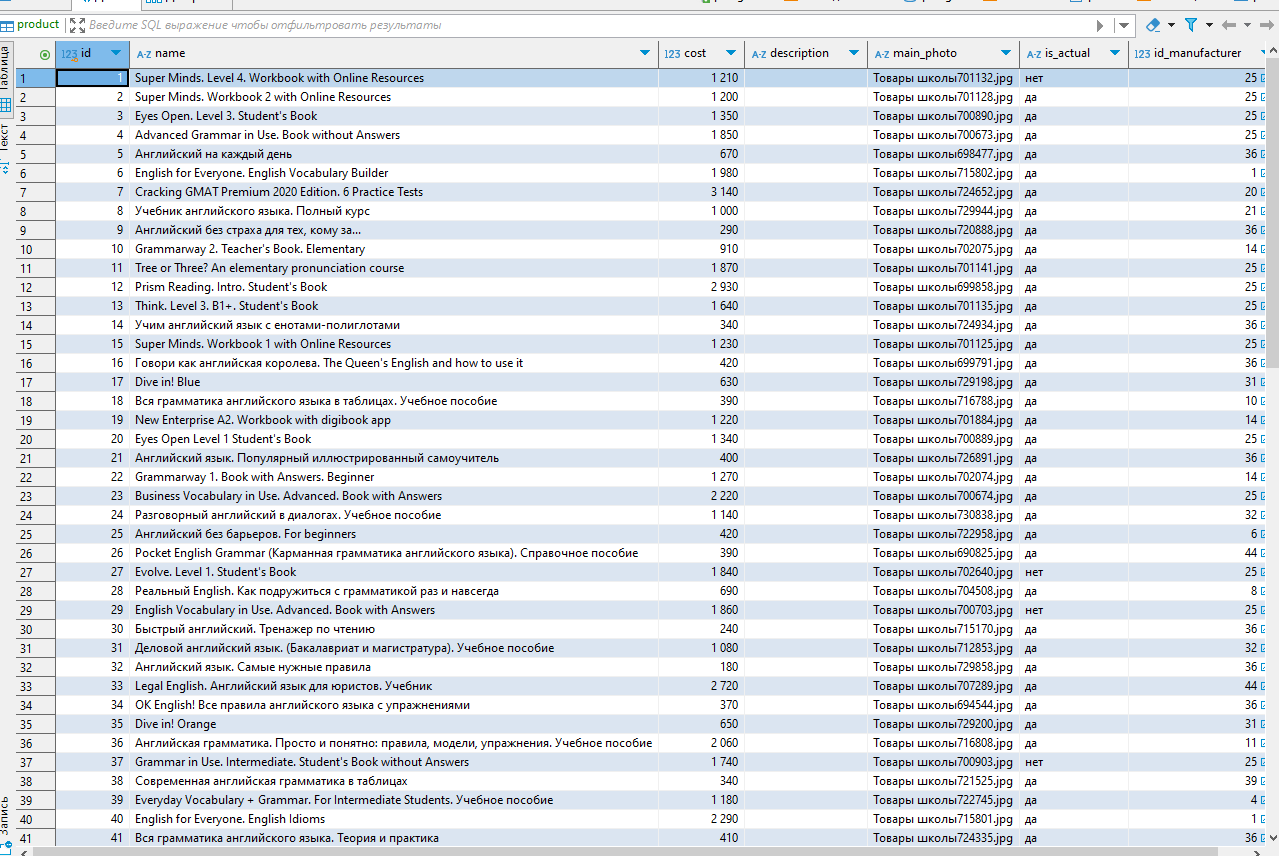 product Введите SQL выражение чтобы отфильтровать результаты
Таблица
Текст
Запись
123 id A-Z name 123 cost A-Z description A-Z main_photo A-Z is_actual 123 id_manufacturer
1 1 Super Minds. Level 4. Workbook with Online Resources 1 210 Товары школы701132.jpg нет 25
2 2 Super Minds. Workbook 2 with Online Resources 1 200 Товары школы701128.jpg да 25
3 3 Eyes Open. Level 3. Student's Book 1 350 Товары школы700890.jpg да 25
4 4 Advanced Grammar in Use. Book without Answers 1 850 Товары школы700673.jpg да 25
5 5 Английский на каждый день 670 Товары школы698477.jpg да 36
6 6 English for Everyone. English Vocabulary Builder 1 980 Товары школы715802.jpg да 1
7 7 Cracking GMAT Premium 2020 Edition. 6 Practice Tests 3 140 Товары школы724652.jpg да 20
8 8 Учебник английского языка. Полный курс 1 000 Товары школы729944.jpg да 21
9 9 Английский без страха для тех, кому за... 290 Товары школы720888.jpg да 36
10 10 Grammarway 2. Teacher's Book. Elementary 910 Товары школы702075.jpg да 14
11 11 Tree or Three? An elementary pronunciation course 1 870 Товары школы701141.jpg да 25
12 12 Prism Reading. Intro. Student's Book 2 930 Товары школы699858.jpg да 25
13 13 Think. Level 3. B1+. Student's Book 1 640 Товары школы701135.jpg да 25
14 14 Учим английский язык с енотами-полиглотами 340 Товары школы724934.jpg да 36
15 15 Super Minds. Workbook 1 with Online Resources 1 230 Товары школы701125.jpg да 25
16 16 Говори как английская королева. The Queen's English and how to use it 420 Товары школы699791.jpg да 36
17 17 Dive in! Blue 630 Товары школы729198.jpg да 31
18 18 Вся грамматика английского языка в таблицах. Учебное пособие 390 Товары школы716788.jpg да 10
19 19 New Enterprise A2. Workbook with digibook app 1 220 Товары школы701884.jpg да 14
20 20 Eyes Open Level 1 Student's Book 1 340 Товары школы700889.jpg да 25
21 21 Английский язык. Популярный иллюстрированный самоучитель 400 Товары школы726891.jpg да 36
22 22 Grammarway 1. Book with Answers. Beginner 1 270 Товары школы702074.jpg да 14
23 23 Business Vocabulary in Use. Advanced. Book with Answers 2 220 Товары школы700674.jpg да 25
24 24 Разговорный английский в диалогах. Учебное пособие 1 140 Товары школы730838.jpg да 32
25 25 Английский без барьеров. For beginners 420 Товары школы722958.jpg да 6
26 26 Pocket English Grammar (Карманная грамматика английского языка). Справочное пособие 390 Товары школы690825.jpg да 44
27 27 Evolve. Level 1. Student's Book 1 840 Товары школы702640.jpg нет 25
28 28 Реальный English. Как подружиться с грамматикой раз и навсегда 690 Товары школы704508.jpg да 8
29 29 English Vocabulary in Use. Advanced. Book with Answers 1 860 Товары школы700703.jpg нет 25
30 30 Быстрый английский. Тренажер по чтению 240 Товары школы715170.jpg да 36
31 31 Деловой английский язык. (Бакалавриат и магистратура). Учебное пособие 1 080 Товары школы712853.jpg да 32
32 32 Английский язык. Самые нужные правила 180 Товары школы729858.jpg да 36
33 33 Legal English. Английский язык для юристов. Учебник 2 720 Товары школы707289.jpg да 44
34 34 OK English! Все правила английского языка с упражнениями 370 Товары школы694544.jpg да 36
35 35 Dive in! Orange 650 Товары школы729200.jpg да 31
36 36 Английская грамматика. Просто и понятно: правила, модели, упражнения. Учебное пособие 2 060 Товары школы716808.jpg да 11
37 37 Grammar in Use. Intermediate. Student's Book without Answers 1 740 Товары школы700903.jpg нет 25
38 38 Современная английская грамматика в таблицах 340 Товары школы721525.jpg да 39
39 39 Everyday Vocabulary + Grammar. For Intermediate Students. Учебное пособие 1 180 Товары школы722745.jpg да 4
40 40 English for Everyone. English Idioms 2 290 Товары школы715801.jpg да 1
41 41 Вся грамматика английского языка. Теория и практика 410 Товары школы724335.jpg да 36